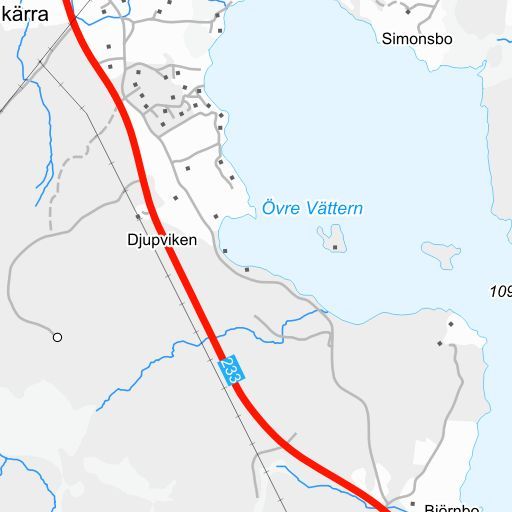 kärra
Simonsbo
Övre Vättern
Djupviken
109
233
Björnbo